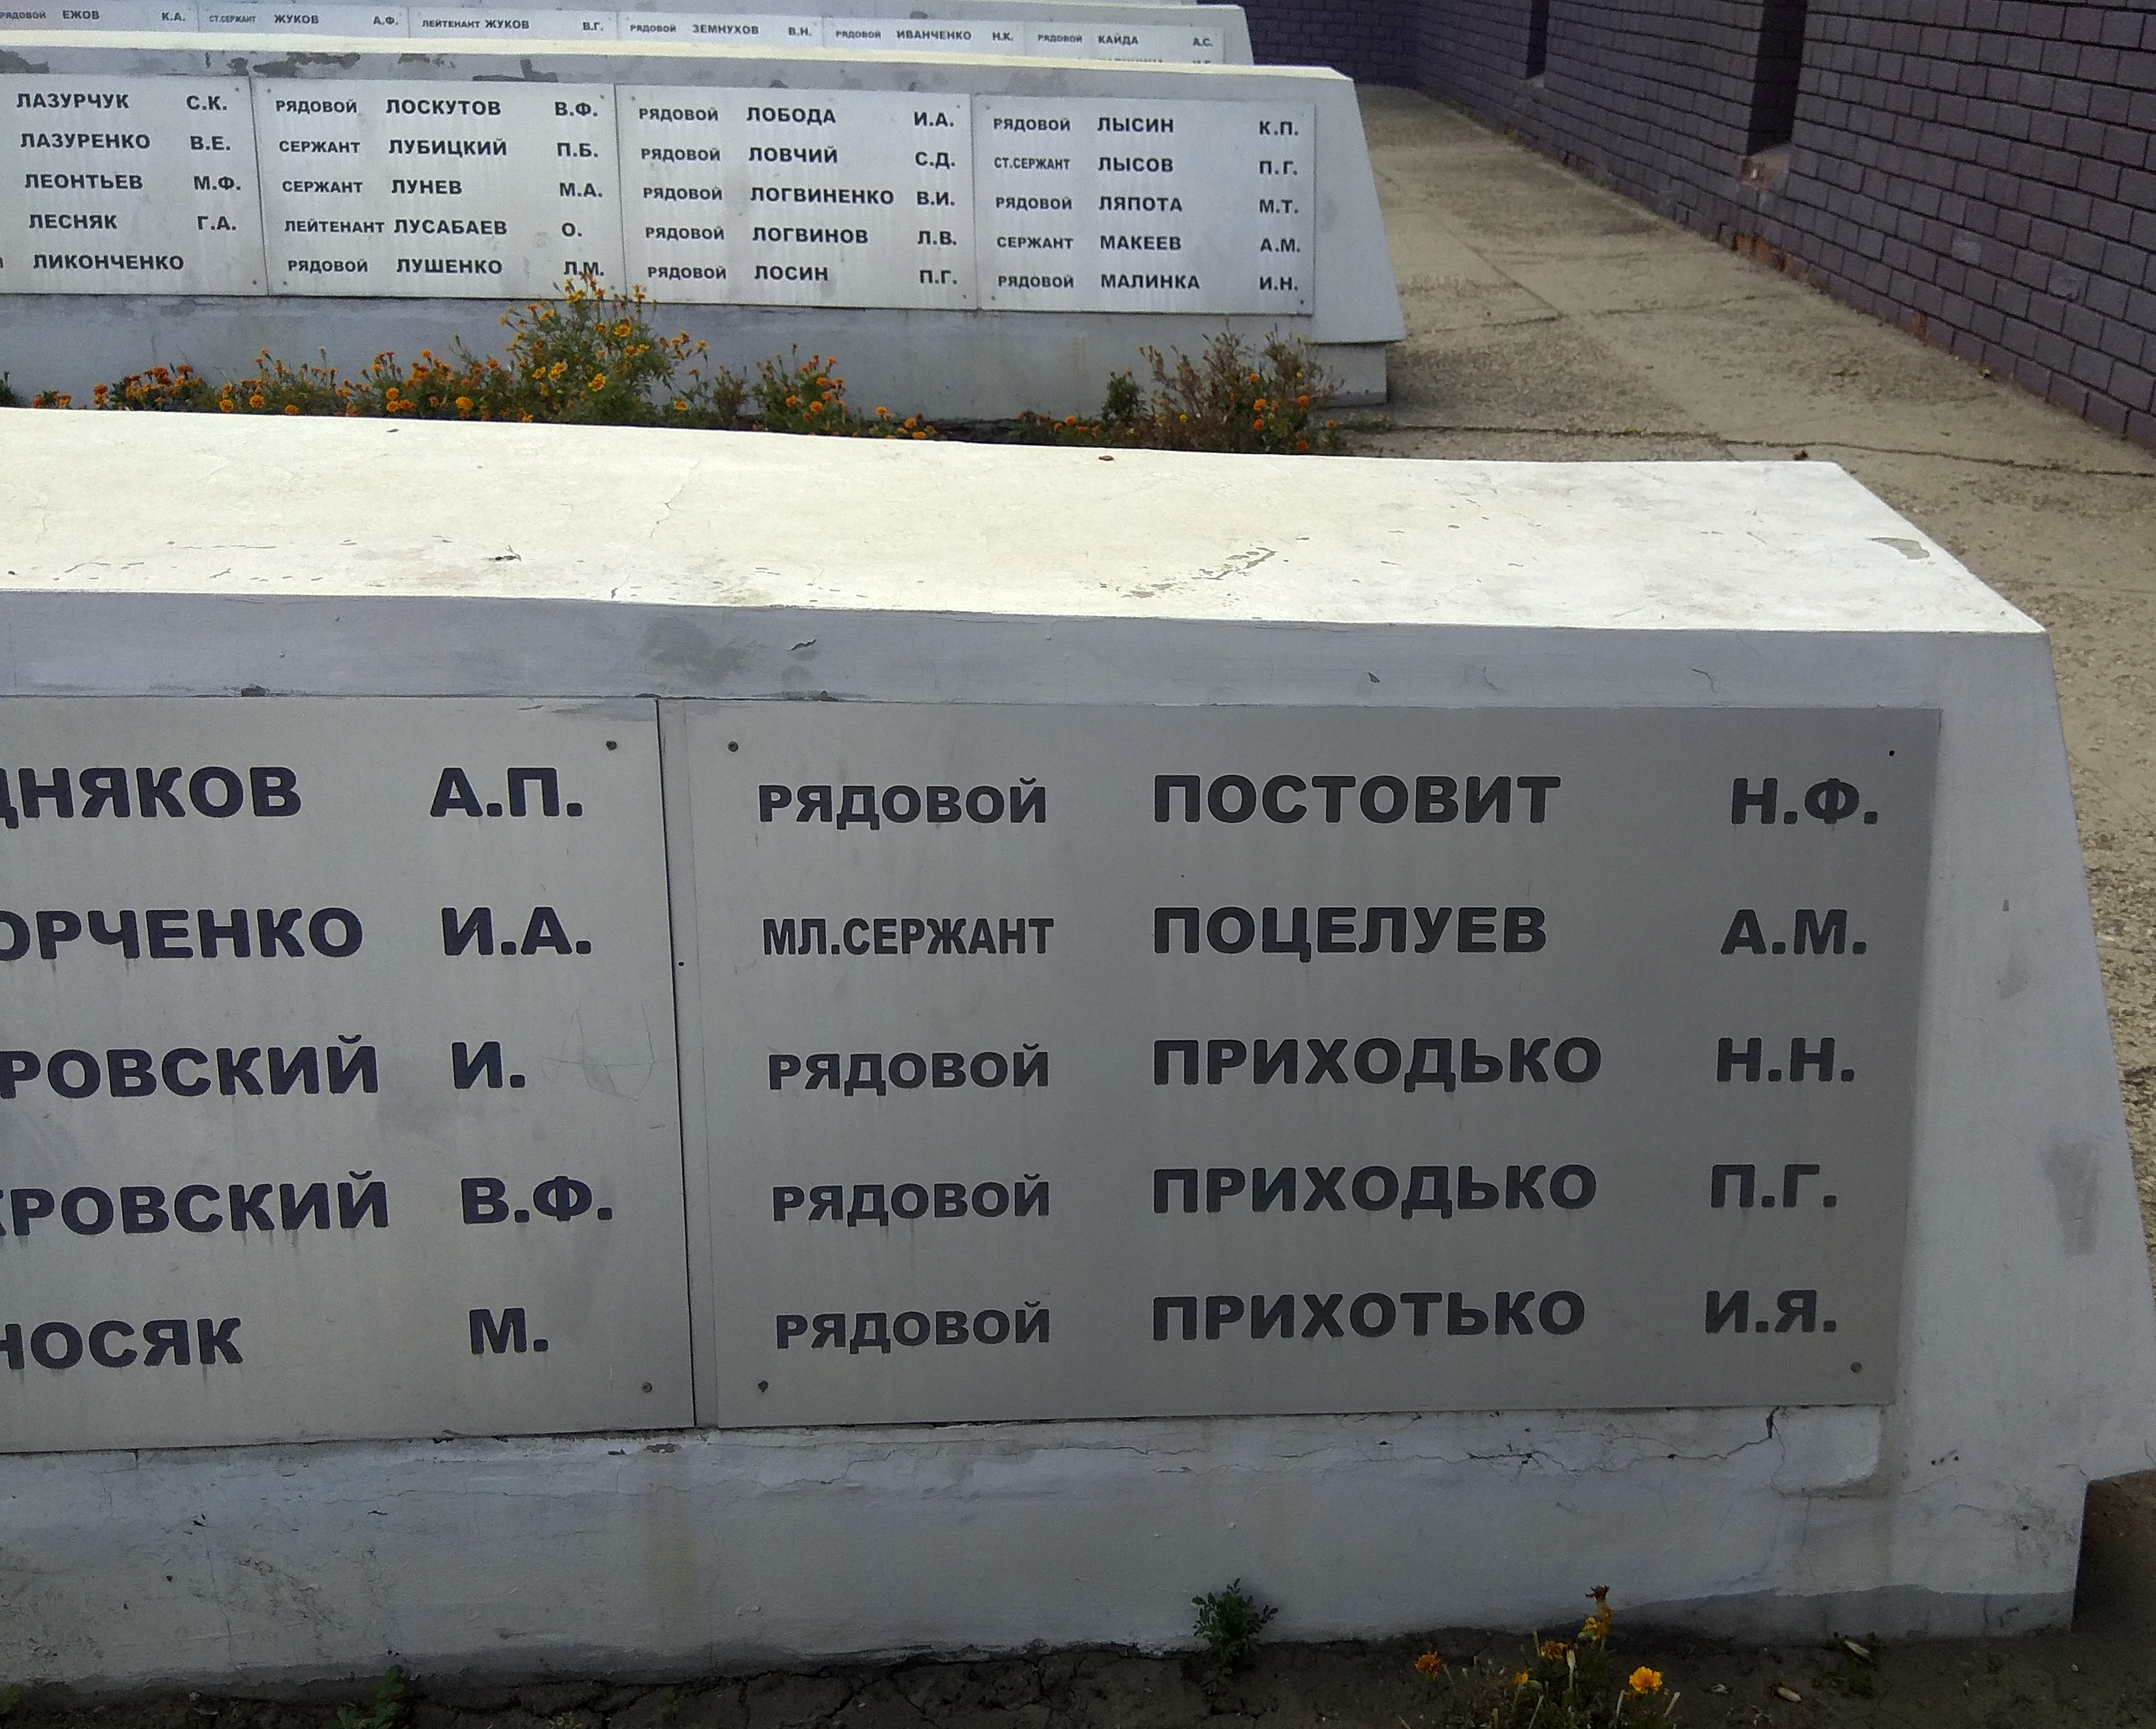 РЯДОВОЙ ЕЖОВ К.А.
СТ.СЕРЖАНТ ЖУКОВ А.Ф.
ЛЕЙТЕНАНТ ЖУКОВ В.Г.
РЯДОВОЙ ЗЕМНУХОВ В.Н.
РЯДОВОЙ ИВАНЧЕНКО Н.К.
РЯДОВОЙ КАЙДА А.С.
ЛАЗУРЧУК С.К.
ЛАЗУРЕНКО В.Е.
ЛЕОНТЬЕВ М.Ф.
ЛЕСНЯК Г.А.
ЛИКОНЧЕНКО
РЯДОВОЙ ЛОСКУТОВ В.Ф.
СЕРЖАНТ ЛУБИЦКИЙ П.Б.
СЕРЖАНТ ЛУНЕВ М.А.
ЛЕЙТЕНАНТ ЛУСАБАЕВ О.
РЯДОВОЙ ЛУШЕНКО Л.М.
РЯДОВОЙ ЛОБОДА И.А.
РЯДОВОЙ ЛОВЧИЙ С.Д.
РЯДОВОЙ ЛОГВИНЕНКО В.И.
РЯДОВОЙ ЛОГВИНОВ Л.В.
РЯДОВОЙ ЛОСИН П.Г.
РЯДОВОЙ ЛЫСИН К.П.
СТ.СЕРЖАНТ ЛЫСОВ П.Г.
РЯДОВОЙ ЛЯПОТА М.Т.
СЕРЖАНТ МАКЕЕВ А.М.
РЯДОВОЙ МАЛИНКА И.Н.
ДНЯКОВ А.П.
ОРЧЕНКО И.А.
РОВСКИЙ И.
КРОВСКИЙ В.Ф.
НОСЯК М.
РЯДОВОЙ ПОСТОВИТ Н.Ф.
МЛ.СЕРЖАНТ ПОЦЕЛУЕВ А.М.
РЯДОВОЙ ПРИХОДЬКО Н.Н.
РЯДОВОЙ ПРИХОДЬКО П.Г.
РЯДОВОЙ ПРИХОТЬКО И.Я.